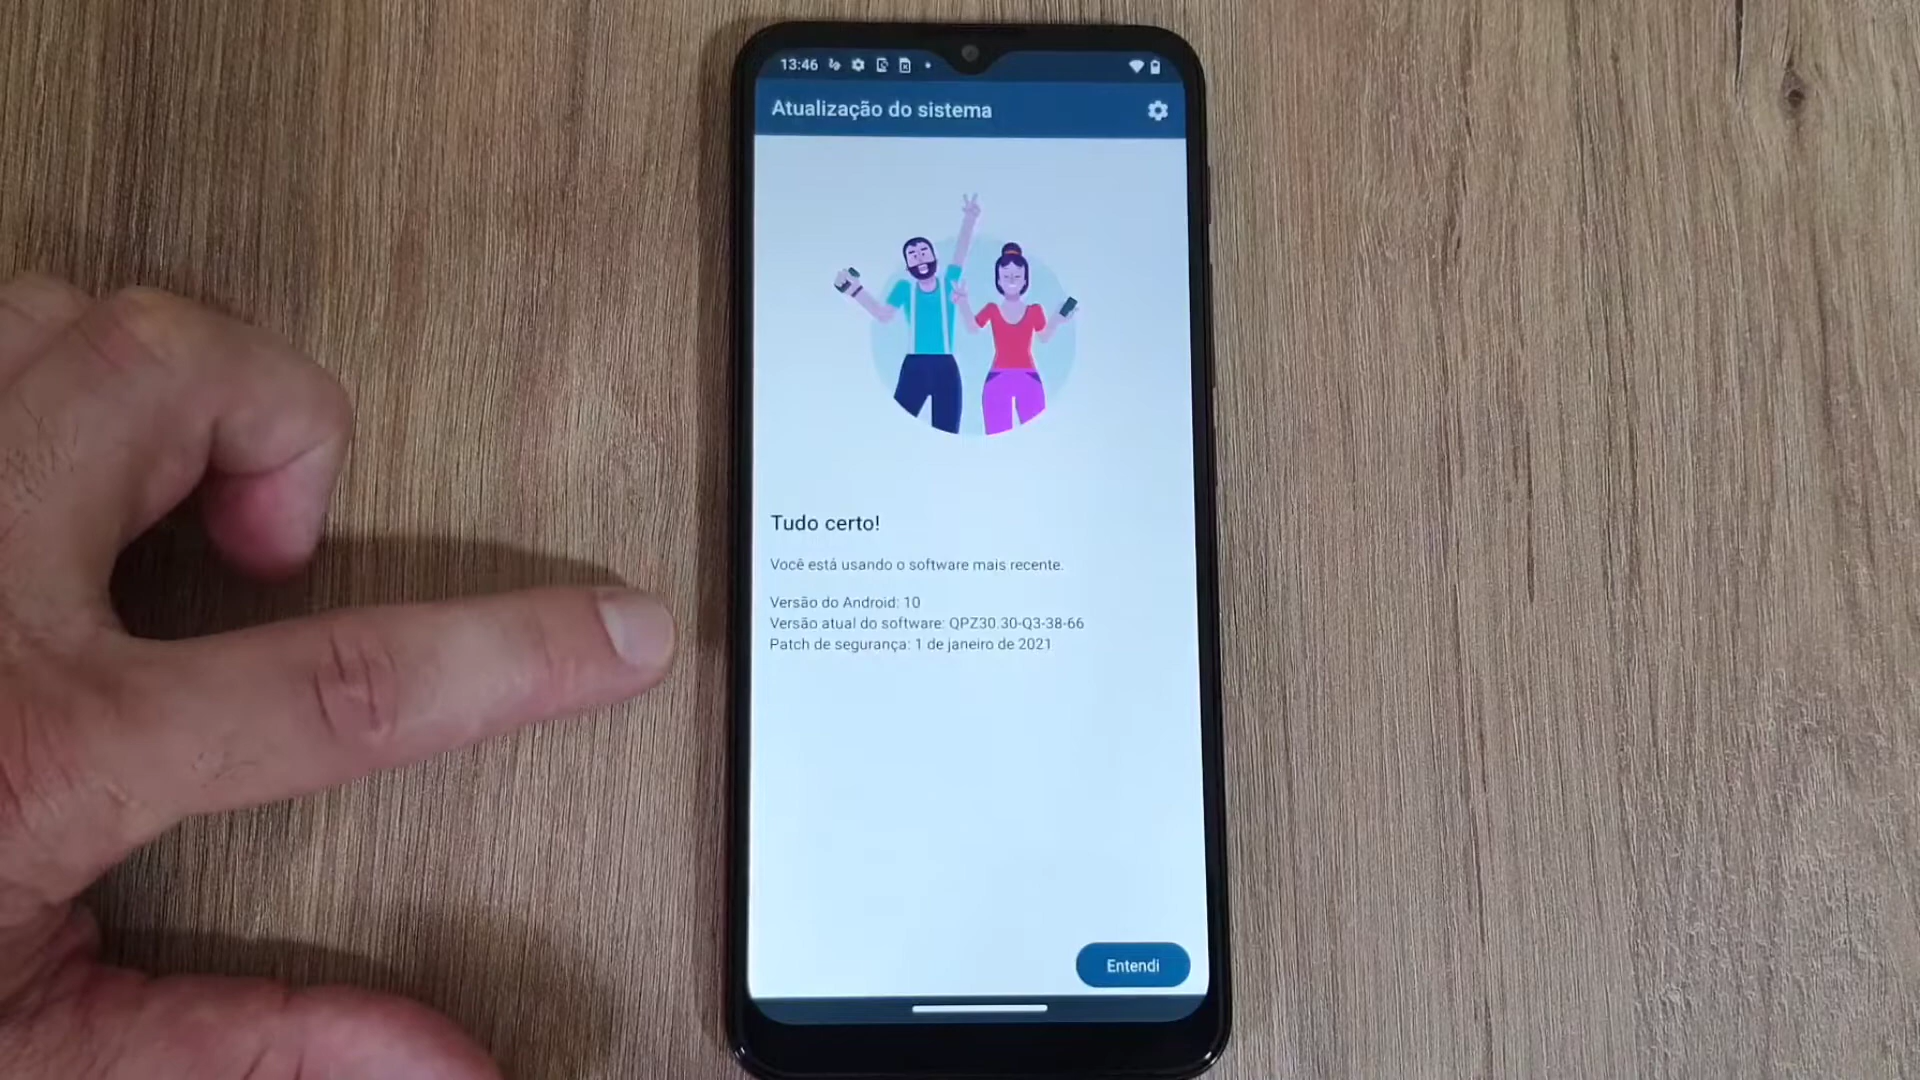 13:46
Atualização do sistema
Tudo certo!
Você está usando o software mais recente.
Versão do Android: 10
Versão atual do software: QPZ30.30-Q3-38-66
Patch de segurança: 1 de janeiro de 2021
Entendi